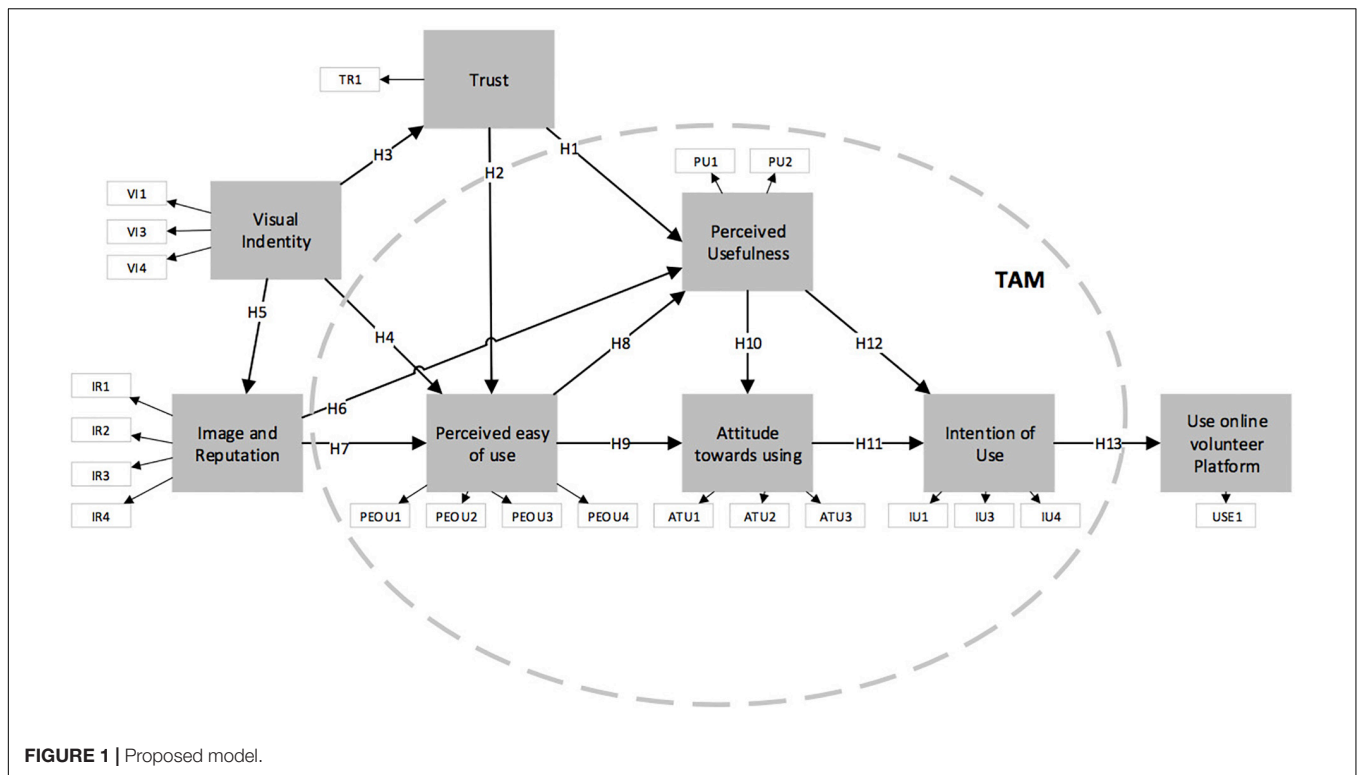 Trust
TR1
H3
H2
H1
PU1
PU2
VI1
VI3
VI4
Visual
Indentity
Perceived
Usefulness
TAM
H5
H4
H8
H10
H12
IR1
IR2
IR3
IR4
Image and
Reputation
H6
H7
Perceived easy
of use
H9
Attitude
towards using
H11
Intention of
Use
H13
Use online
volunteer
Platform
PEOU1
PEOU2
PEOU3
PEOU4
ATU1
ATU2
ATU3
IU1
IU3
IU4
USE1
FIGURE 1 | Proposed model.